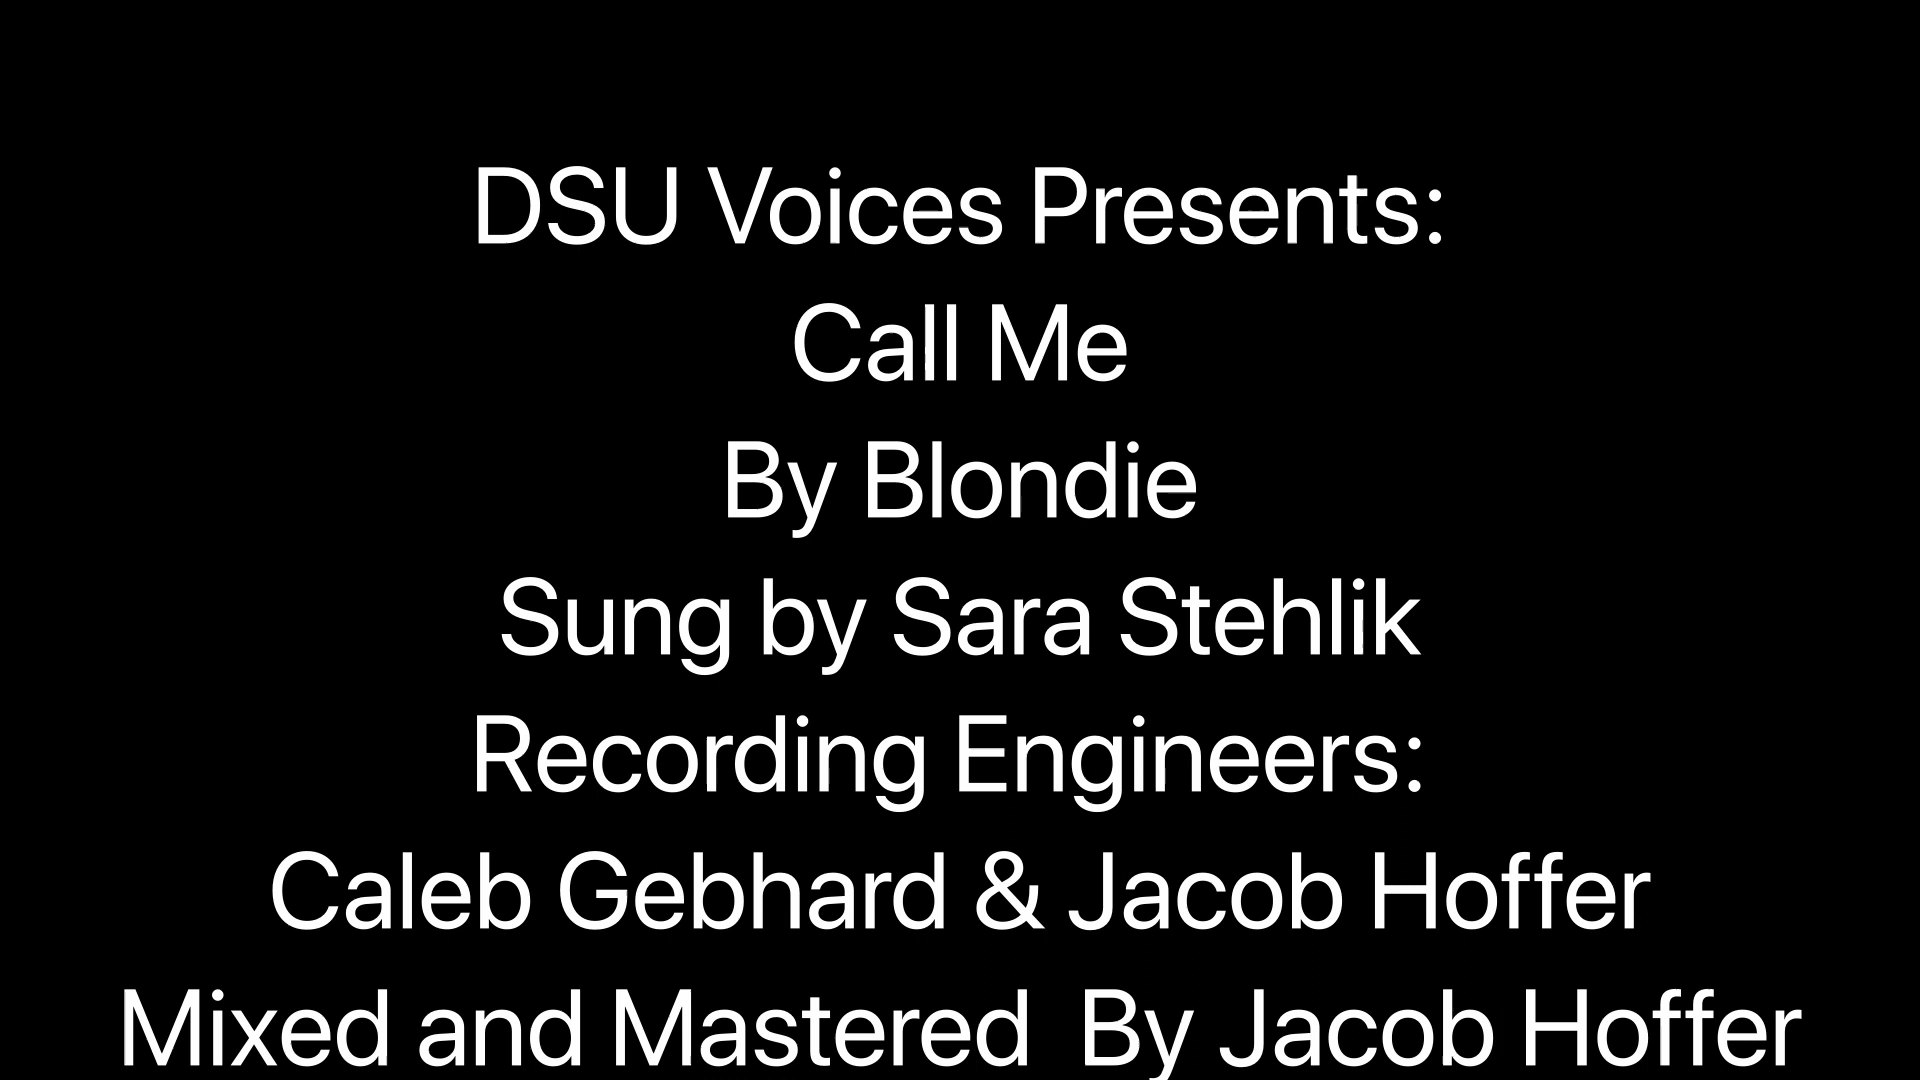 DSU Voices Presents:
Call Me
By Blondie
Sung by Sara Stehlik
Recording Engineers:
Caleb Gebhard & Jacob Hoffer
Mixed and Mastered  By Jacob Hoffer